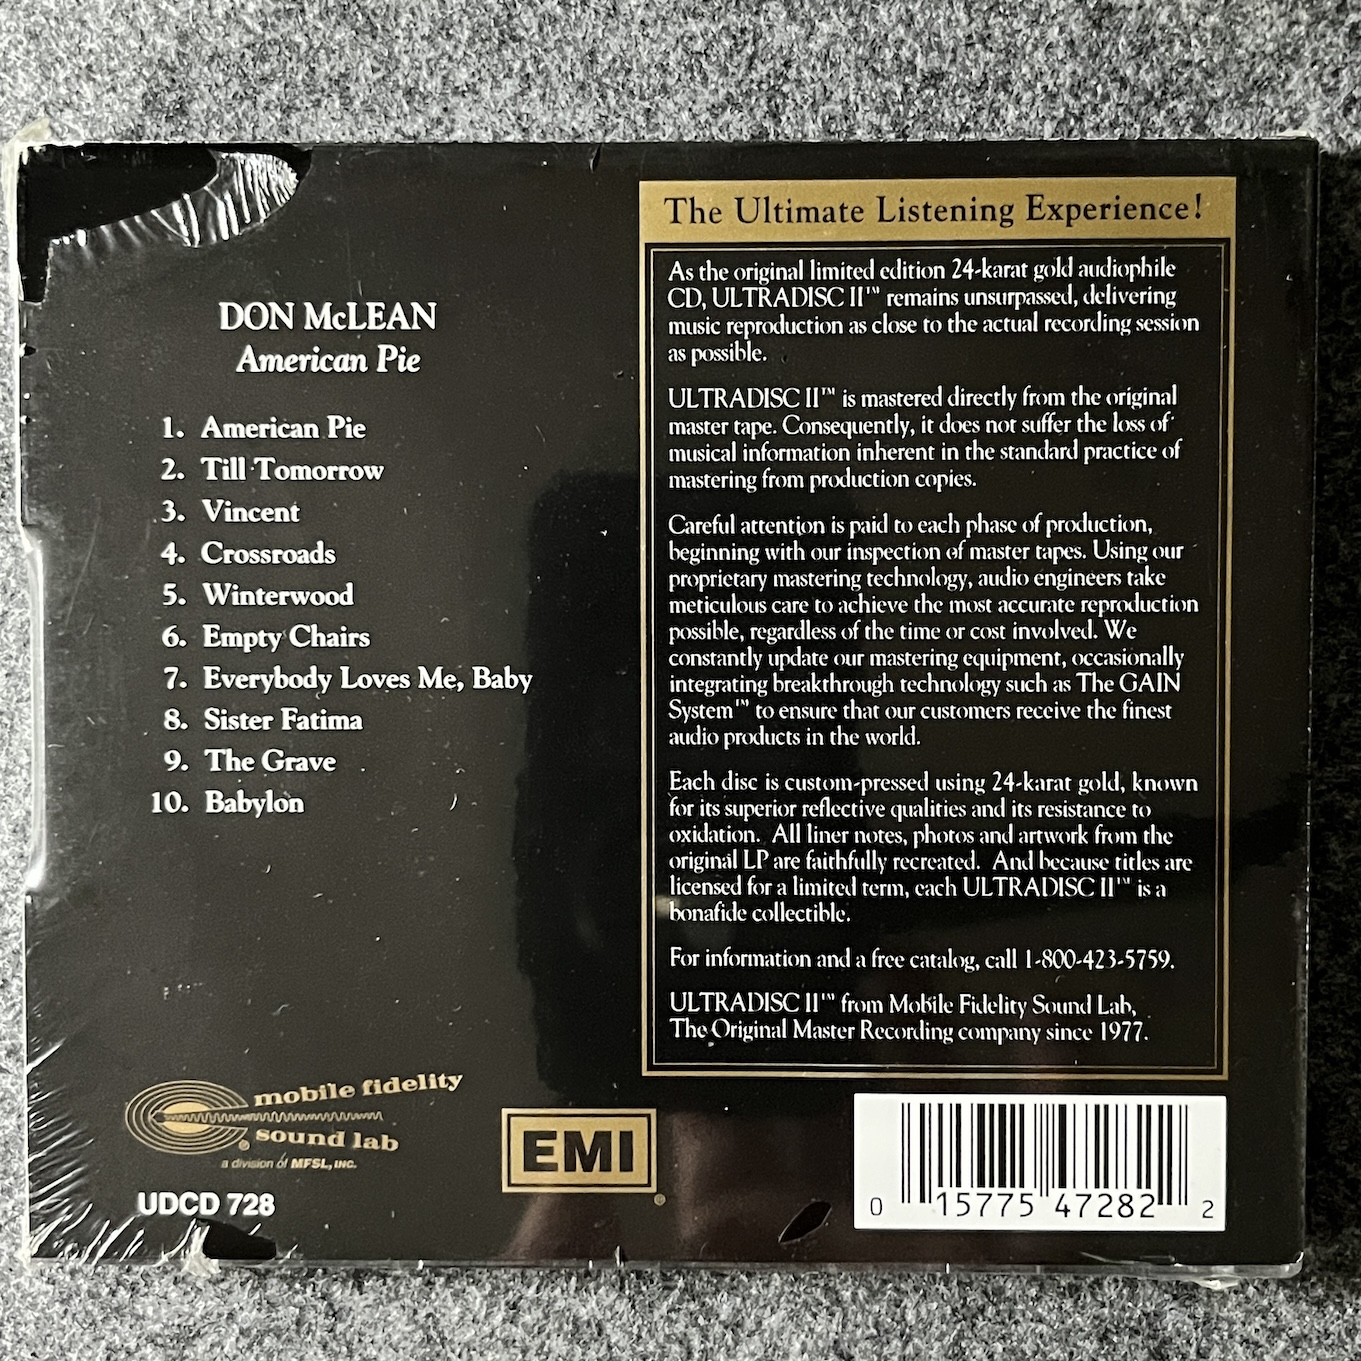 DON McLEAN
American Pie
1. American Pie
2. Till Tomorrow
3. Vincent
4. Crossroads
5. Winterwood
6. Empty Chairs
7. Everybody Loves Me, Baby
8. Sister Fatima
9. The Grave
10. Babylon
mobile fidelity
sound lab
a division of MFSL, INC.
UDCD 728
EMI
®
The Ultimate Listening Experience!
As the original limited edition 24-karat gold audiophile
CD, ULTRADISC II™ remains unsurpassed, delivering
music reproduction as close to the actual recording session
as possible.
ULTRADISC II™ is mastered directly from the original
master tape. Consequently, it does not suffer the loss of
musical information inherent in the standard practice of
mastering from production copies.
Careful attention is paid to each phase of production,
beginning with our inspection of master tapes. Using our
proprietary mastering technology, audio engineers take
meticulous care to achieve the most accurate reproduction
possible, regardless of the time or cost involved. We
constantly update our mastering equipment, occasionally
integrating breakthrough technology such as The GAIN
System™ to ensure that our customers receive the finest
audio products in the world.
Each disc is custom-pressed using 24-karat gold, known
for its superior reflective qualities and its resistance to
oxidation. All liner notes, photos and artwork from the
original LP are faithfully recreated. And because titles are
licensed for a limited term, each ULTRADISC II™ is a
bonafide collectible.
For information and a free catalog, call 1-800-423-5759.
ULTRADISC II™ from Mobile Fidelity Sound Lab,
The Original Master Recording company since 1977.
0 15775 47282 2